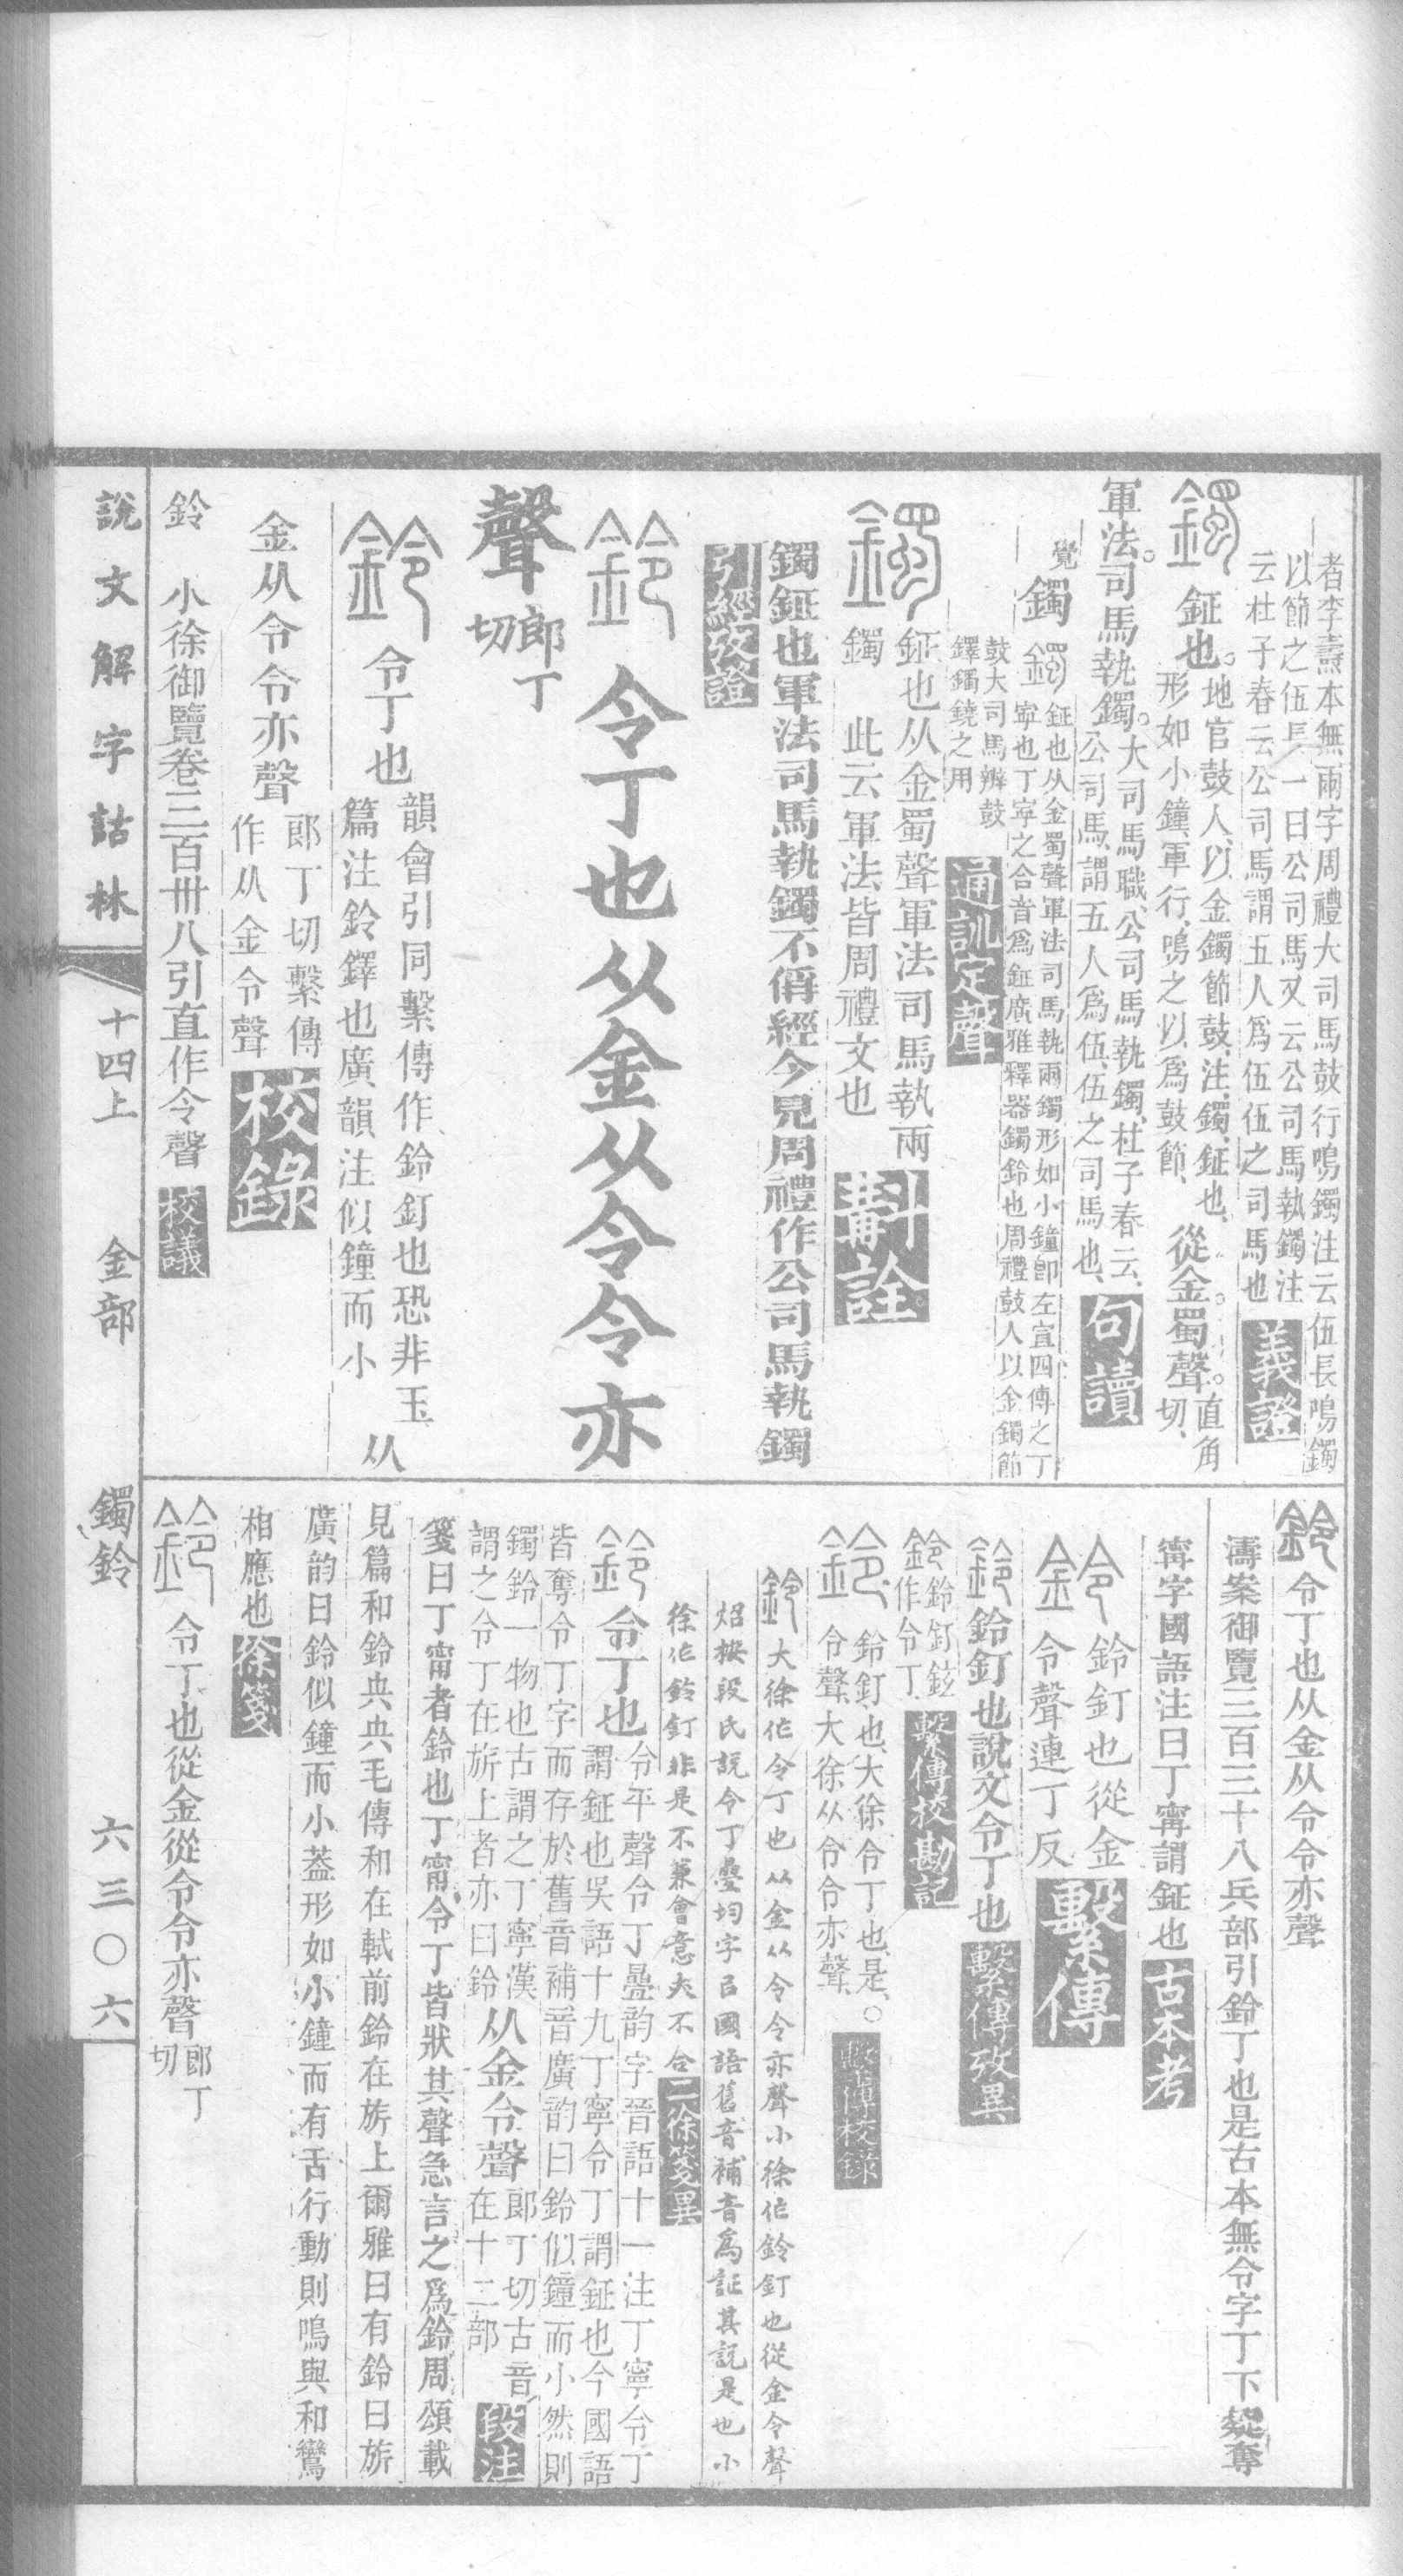 者李燾本無兩字周禮大司馬鼓行鳴鐲注云伍長鳴鐲
以節之伍長一曰公司馬又云公司馬執鐲注
云杜子春云公司馬謂五人為伍伍之司馬也 義證
鐲 鉦也。地官鼓人、以金鐲節鼓、注、鐲、鉦也、
形如小鐘、軍行、鳴之以爲鼓節、
從金蜀聲。直角切、
軍法。司馬執鐲。大司馬職、公司馬執鐲、杜子春云、
公司馬、謂五人爲伍、伍之司馬也、 句讀
覺 鐲 鐲 鉦也从金蜀聲軍法司馬執兩鐲形如小鐘卽左宣四傳之丁
寧也丁寧之合音爲鉦廣雅釋器鐲鈴也周禮鼓人以金鐲節
鼓大司馬辨鼓
鐸鐲鐃之用 通訓定聲
鐲 鉦也从金蜀聲軍法司馬執兩
鐲 此云軍法皆周禮文也 斠詮
鐲鉦也軍法司馬執鐲不偁經今見周禮作公司馬執鐲
引經攷證
鈴 令丁也从金从令令亦
聲 郎丁切
鈴 令丁也 韻會引同繫傳作鈴釘也恐非玉
篇注鈴鐸也廣韻注似鐘而小
从
金从令令亦聲 郎丁切繫傳
作从金令聲 校錄
鈴 小徐御覽卷三百卅八引直作令聲 校議
鈴 令丁也从金从令令亦聲
濤案御覽三百三十八兵部引鈴丁也是古本無令字丁下疑奪
寗字國語注曰丁寗謂鉦也 古本考
鈴 鈴釘也從金
令聲連丁反 繫傳
鈴 鈴釘也說文令丁也 繫傳攷異
鈴 鈴釘鉉
作令丁 繫傳校勘記
鈴 鈴釘也、大徐令丁也、是、○
令聲、大徐从令令亦聲、 繫傳校錄
鈴 大徐作令丁也从金从令令亦聲小徐作鈴釘也從金令聲
炤按段氏說令丁疊均字引國語舊音補音爲証其説是也小
徐作鈴釘非是不兼會意夫不合 二徐箋異
鈴 令丁也 令平聲令丁曡韵字晉語十一注丁寧令丁
謂鉦也吳語十九丁寧令丁謂鉦也今國語
皆奪令丁字而存於舊音補音廣韵曰鈴似鐘而小然則
鐲鈴一物也古謂之丁寧漢
謂之令丁在旂上者亦曰鈴 从金令聲 郎丁切古音
在十二部 段注
箋曰丁甯者鈴也丁甯令丁皆狀其聲急言之爲鈴周頌載
見篇和鈴央央毛傳和在軾前鈴在旂上爾雅曰有鈴曰旂
廣韵曰鈴似鐘而小葢形如小鐘而有舌行動則鳴與和鸞
相應也 徐箋
鈴 令丁也從金從令令亦聲 郎丁切
說文解字詁林 十四上 金部 鐲鈴 六三〇六